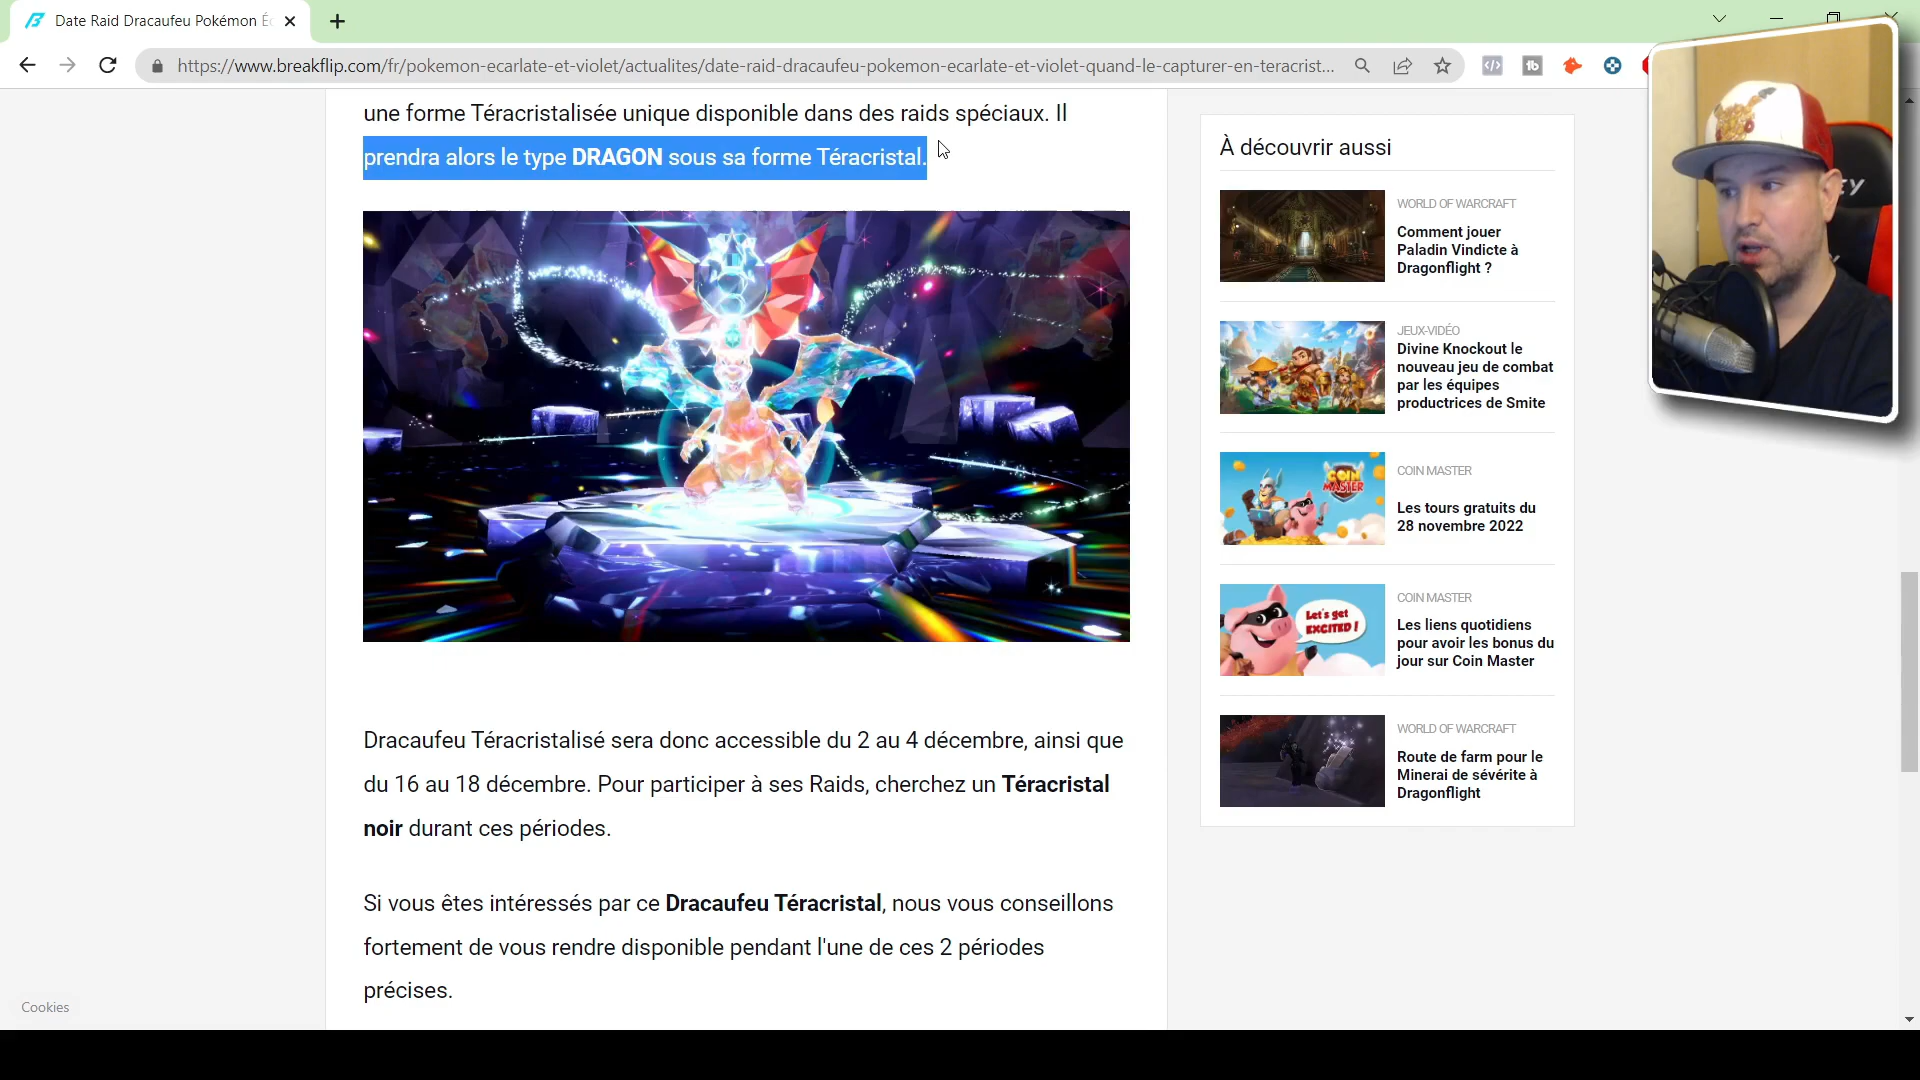 Date Raid Dracaufeu Pokémon Éc
https://www.breakflip.com/fr/pokemon-ecarlate-et-violet/actualites/date-raid-dracaufeu-pokemon-ecarlate-et-violet-quand-le-capturer-en-teracrist...
</>
tb
une forme Téracristalisée unique disponible dans des raids spéciaux. Il
prendra alors le type DRAGON sous sa forme Téracristal.
Dracaufeu Téracristalisé sera donc accessible du 2 au 4 décembre, ainsi que
du 16 au 18 décembre. Pour participer à ses Raids, cherchez un Téracristal
noir durant ces périodes.
Si vous êtes intéressés par ce Dracaufeu Téracristal, nous vous conseillons
fortement de vous rendre disponible pendant l'une de ces 2 périodes
précises.
À découvrir aussi
WORLD OF WARCRAFT
Comment jouer
Paladin Vindicte à
Dragonflight ?
JEUX-VIDÉO
Divine Knockout le
nouveau jeu de combat
par les équipes
productrices de Smite
COIN MASTER
COIN MASTER
Les tours gratuits du
28 novembre 2022
Let's get
EXCITED !
COIN MASTER
Les liens quotidiens
pour avoir les bonus du
jour sur Coin Master
WORLD OF WARCRAFT
Route de farm pour le
Minerai de sévérite à
Dragonflight
Cookies